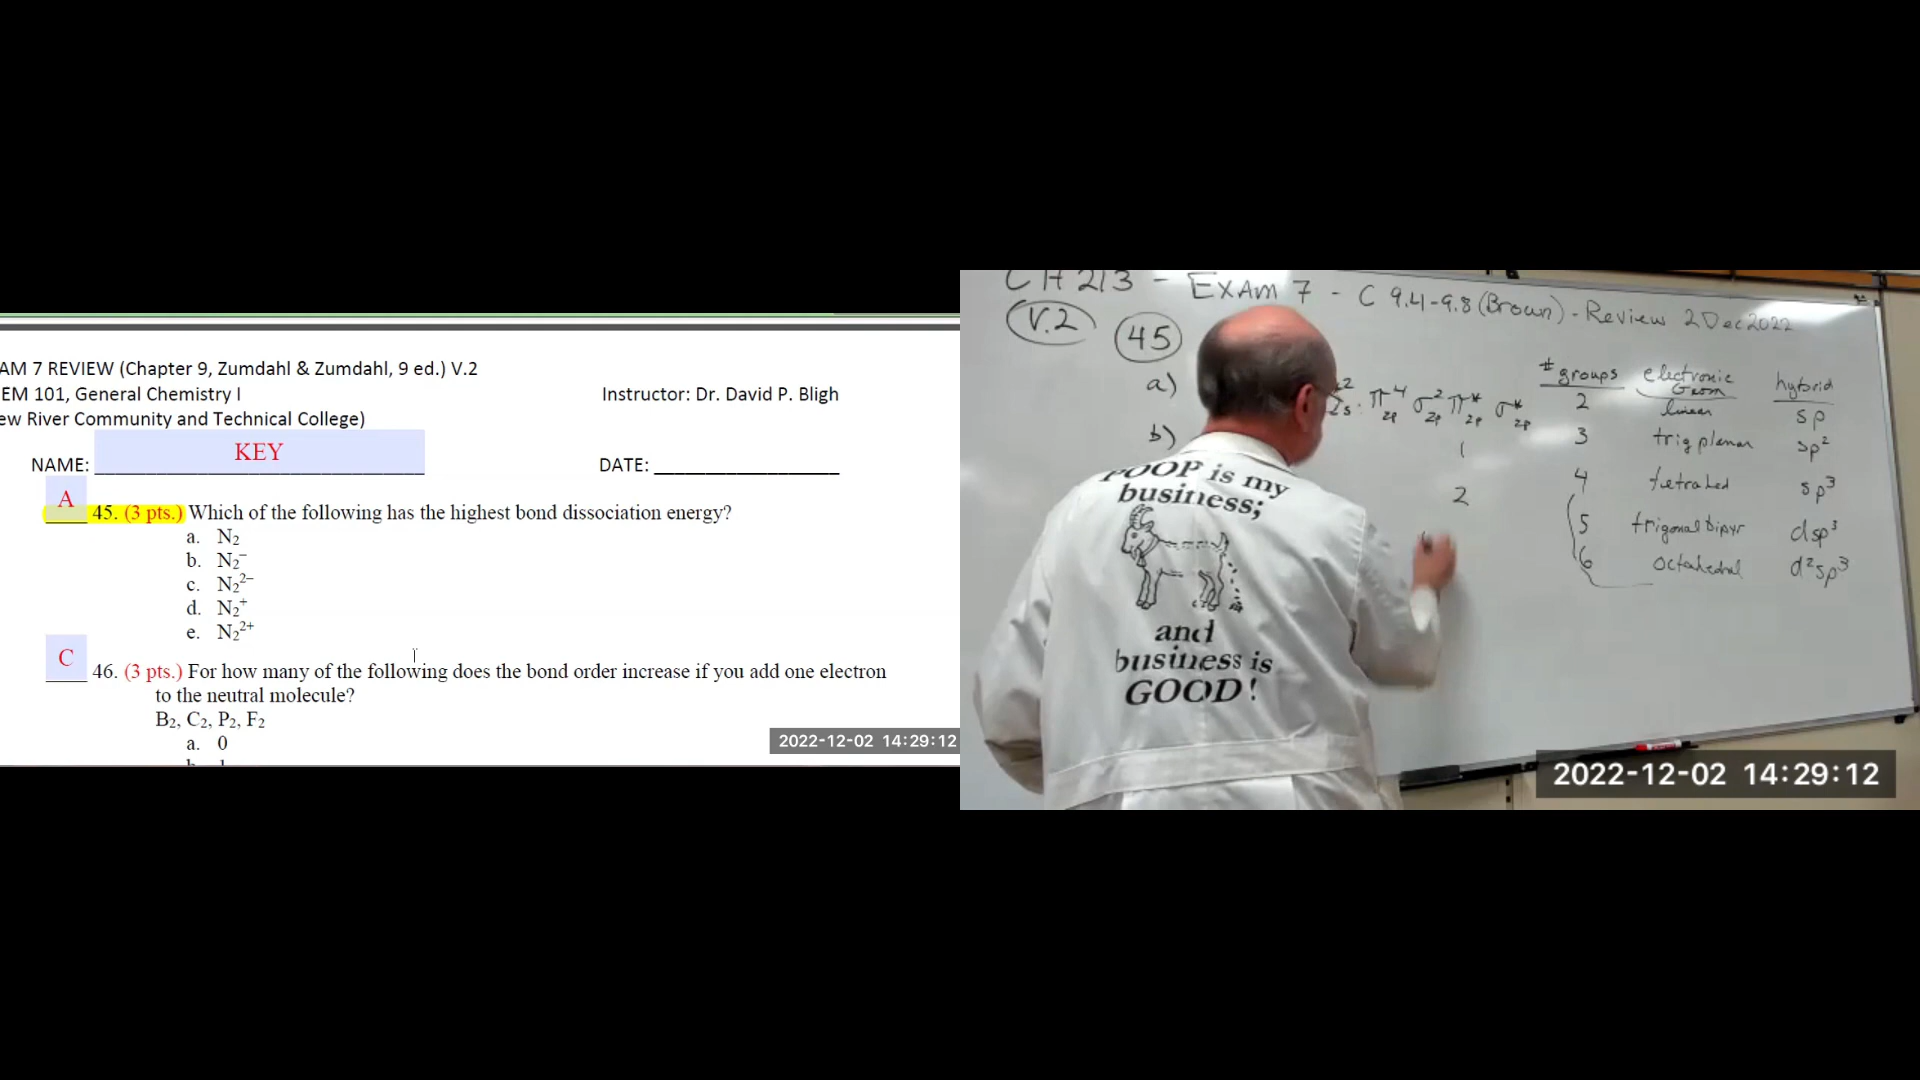 AM 7 REVIEW (Chapter 9, Zumdahl & Zumdahl, 9 ed.) V.2
EM 101, General Chemistry I
Instructor: Dr. David P. Bligh
ew River Community and Technical College)
KEY
NAME:
DATE:
A
45. (3 pts.) Which of the following has the highest bond dissociation energy?
a. N₂
b. N₂⁻
c. N₂²⁻
d. N₂⁺
e. N₂²⁺
C
46. (3 pts.) For how many of the following does the bond order increase if you add one electron
to the neutral molecule?
B₂, C₂, P₂, F₂
a. 0
2022-12-02 14:29:12
CH 213 - EXAM 7 - C 9.4-9.8 (Brown) - Review 2 Dec 2022
V.2
45
a)
π⁴2p σ²2p π*2p σ*2p
b)
1
2
# groups electronic Geom hybrid
2 linear sp
3 trig planar sp²
4 tetrahed sp³
5 trigonal bipyr dsp³
6 octahedral d²sp³
POOP is my
business;
and
business is
GOOD!
2022-12-02 14:29:12